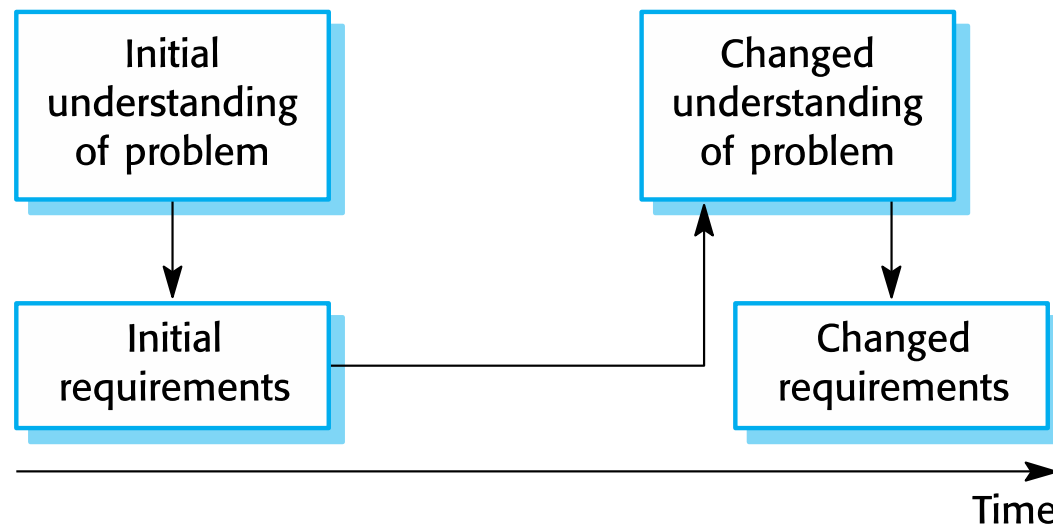 Initial
understanding
of problem
Changed
understanding
of problem
Initial
requirements
Changed
requirements
Time